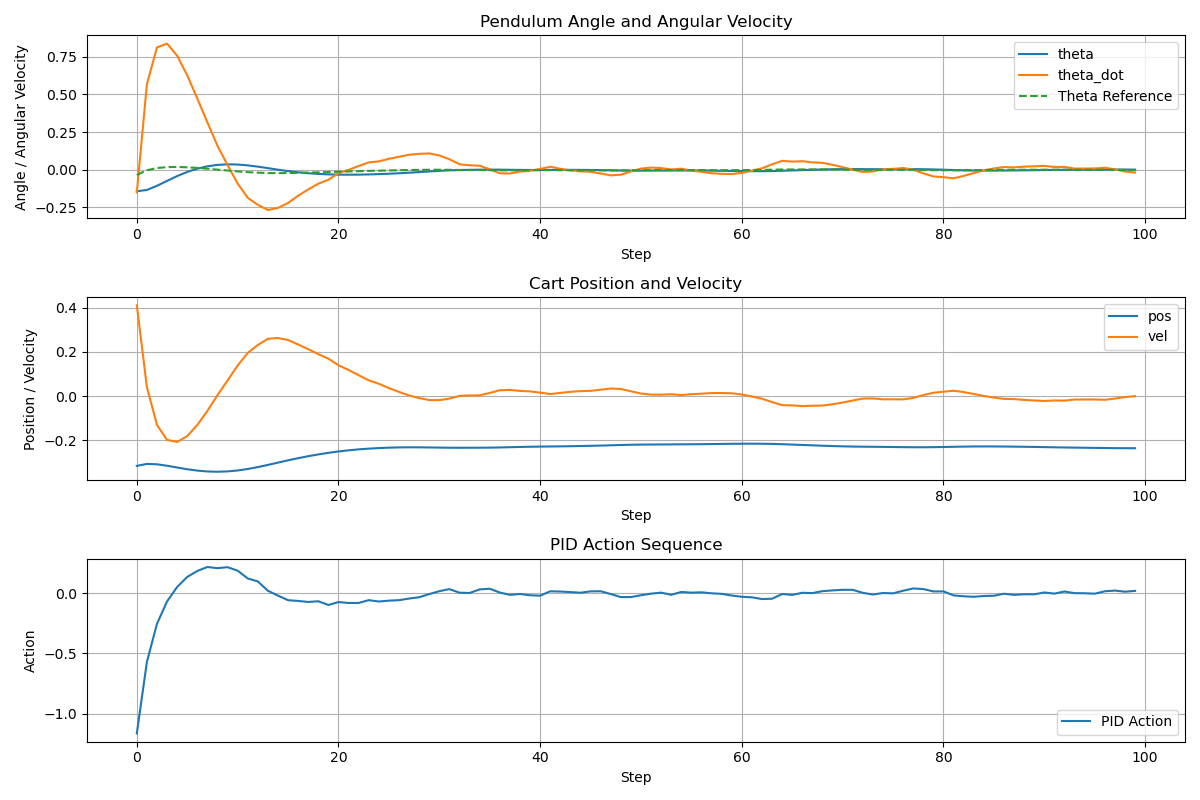 Pendulum Angle and Angular Velocity
Angle / Angular Velocity
0.75
0.50
0.25
0.00
−0.25
theta
theta_dot
Theta Reference
0 20 40 60 80 100
Step
Cart Position and Velocity
Position / Velocity
0.4
0.2
0.0
−0.2
pos
vel
0 20 40 60 80 100
Step
PID Action Sequence
Action
0.0
−0.5
−1.0
PID Action
0 20 40 60 80 100
Step